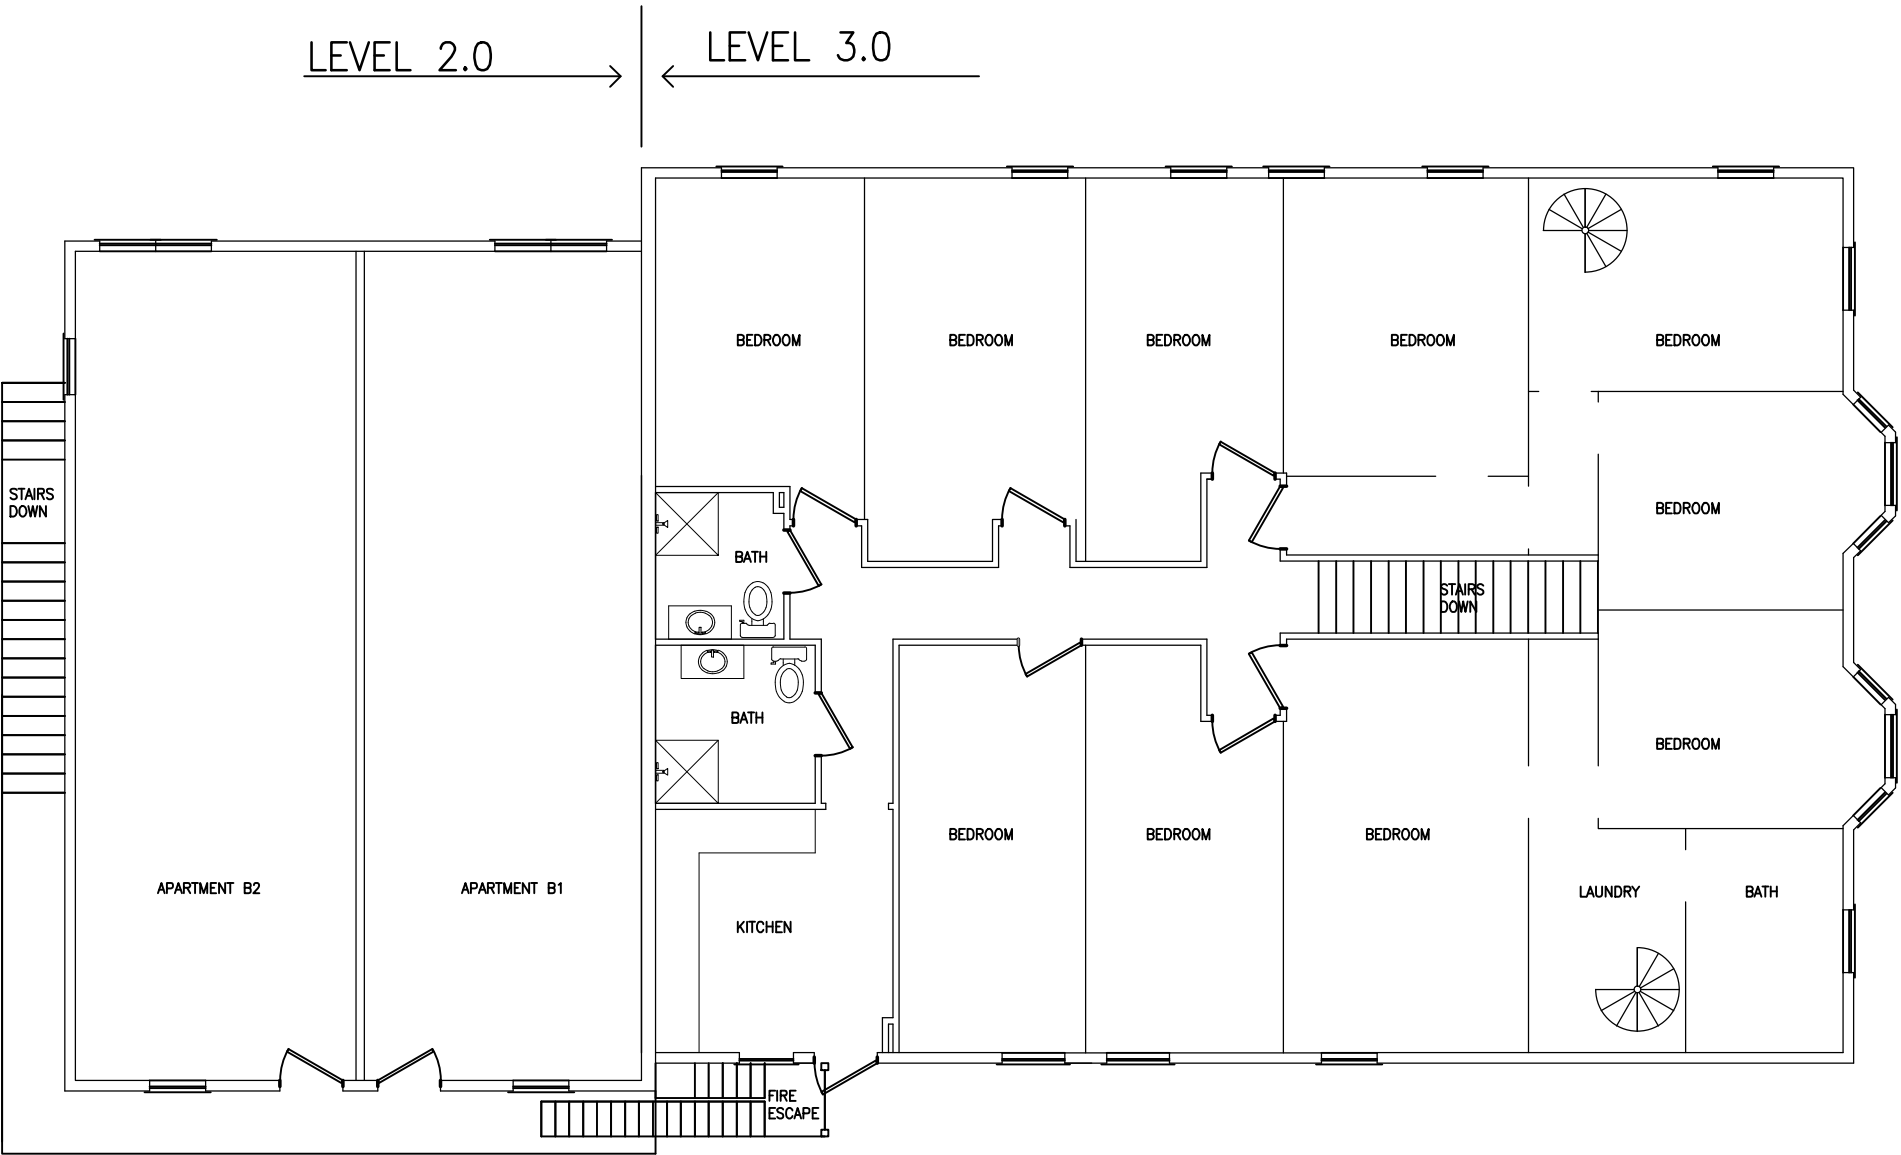 LEVEL 2.0
LEVEL 3.0
BEDROOM
BEDROOM
BEDROOM
BEDROOM
BEDROOM
STAIRS
DOWN
BEDROOM
BATH
STAIRS
DOWN
BATH
BEDROOM
BEDROOM
BEDROOM
BEDROOM
APARTMENT B2
APARTMENT B1
KITCHEN
LAUNDRY
BATH
FIRE
ESCAPE